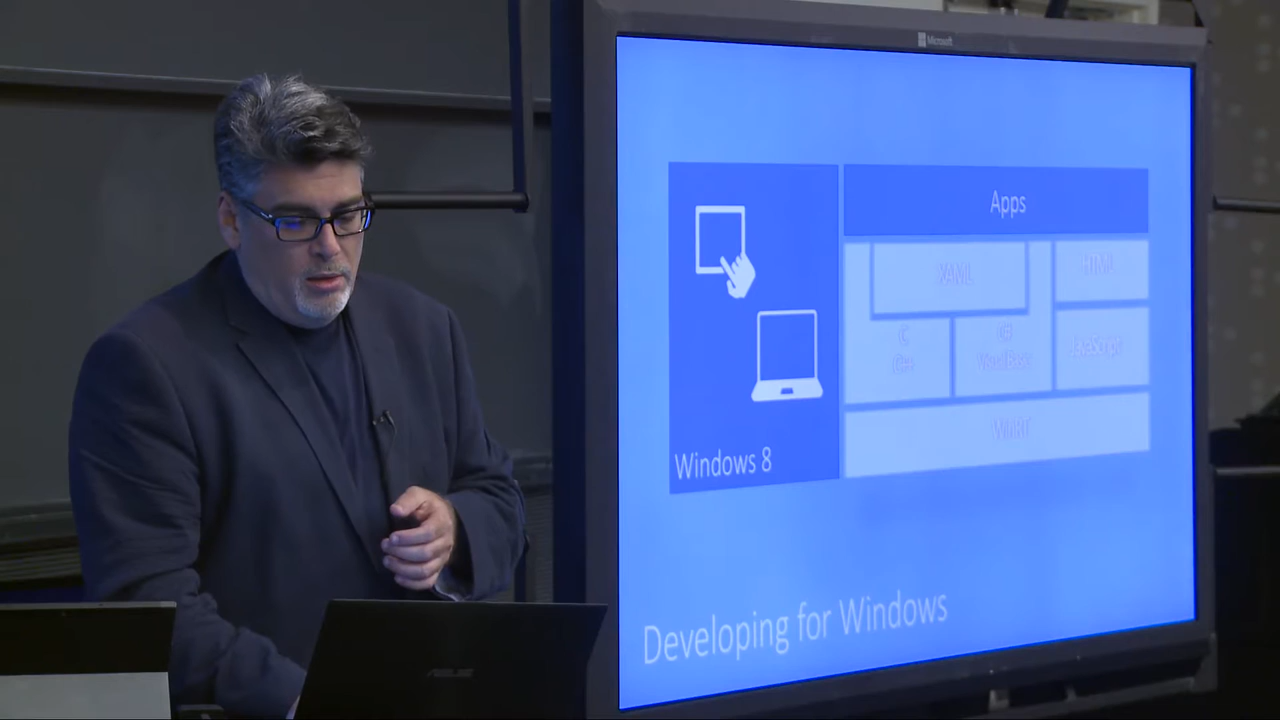 Microsoft
Apps
XAML
HTML
C
C++
C#
Visual Basic
JavaScript
WinRT
Windows 8
Developing for Windows
ASUS